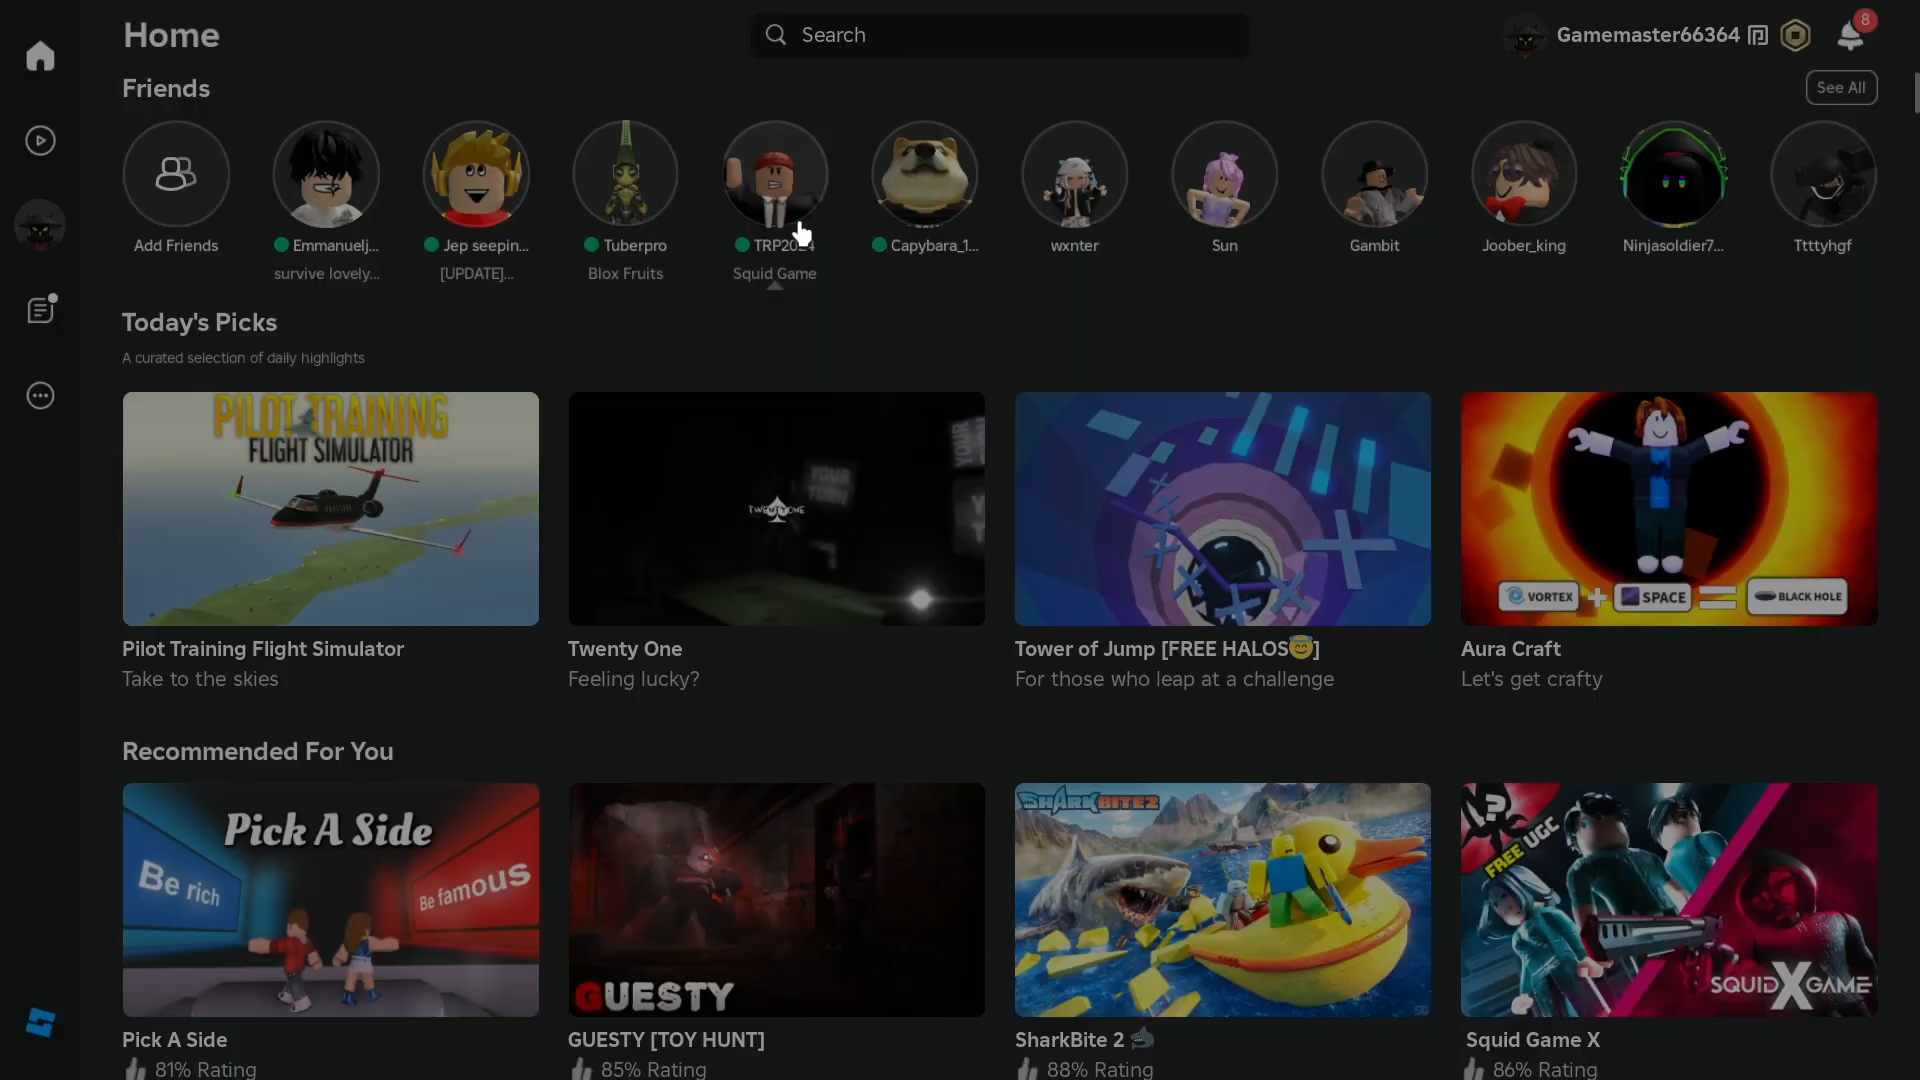 Home
Search
Gamemaster66364
8
Friends
See All
Add Friends
Emmanuelj...
survive lovely...
Jep seepin...
[UPDATE]...
Tuberpro
Blox Fruits
TRP2024
Squid Game
Capybara_1...
wxnter
Sun
Gambit
Joober_king
Ninjasoldier7...
Ttttyhgf
Today's Picks
A curated selection of daily highlights
PILOT TRAINING
FLIGHT SIMULATOR
YOUR
TURN
TWENTY ONE
VORTEX + SPACE = BLACK HOLE
Pilot Training Flight Simulator
Take to the skies
Twenty One
Feeling lucky?
Tower of Jump [FREE HALOS😇]
For those who leap at a challenge
Aura Craft
Let's get crafty
Recommended For You
Pick A Side
Be rich
Be famous
GUESTY
SHARKBITE2
FREE UGC
SQUID X GAME
Pick A Side
81% Rating
GUESTY [TOY HUNT]
85% Rating
SharkBite 2 🦈
88% Rating
Squid Game X
86% Rating